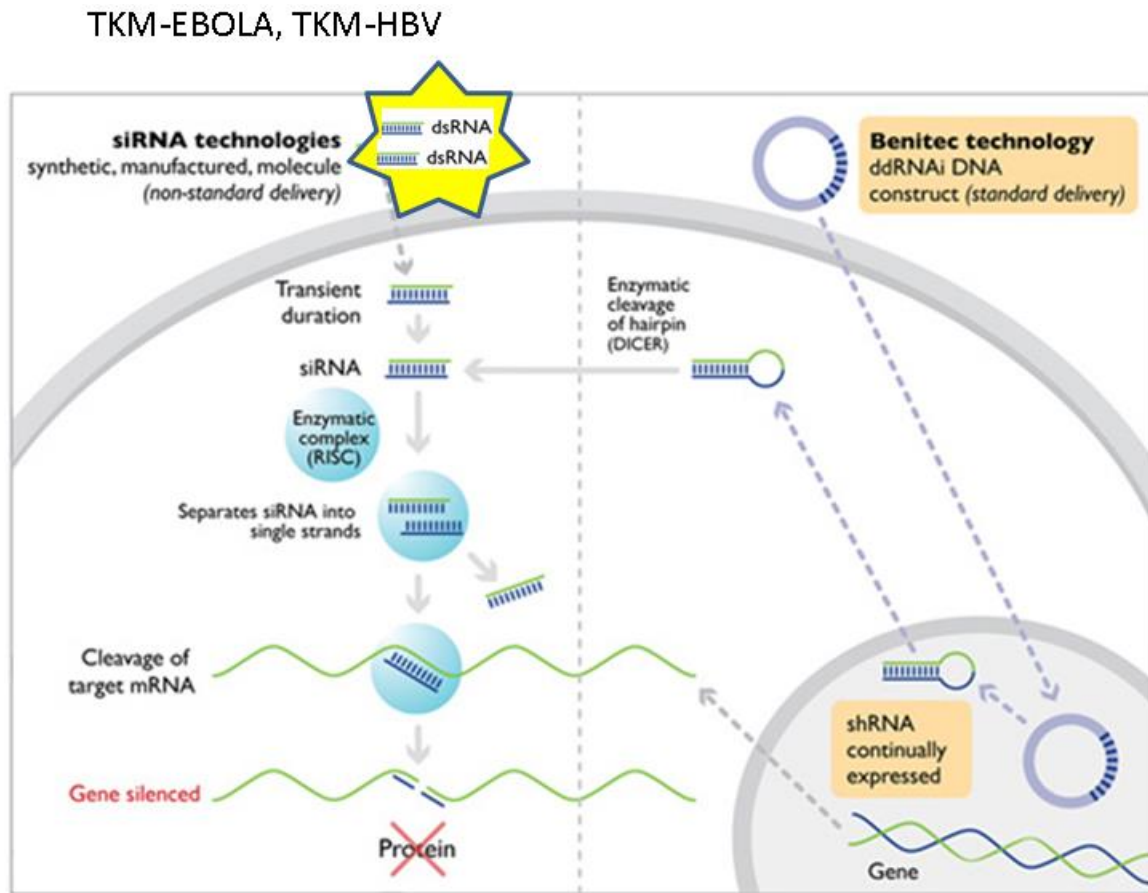 TKM-EBOLA, TKM-HBV
siRNA technologies
synthetic, manufactured, molecule
(non-standard delivery)
dsRNA
dsRNA
Benitec technology
ddRNAi DNA
construct (standard delivery)
Transient
duration
Enzymatic
cleavage
of hairpin
(DICER)
siRNA
Enzymatic
complex
(RISC)
Separates siRNA into
single strands
Cleavage of
target mRNA
shRNA
continually
expressed
Gene silenced
Protein
Gene